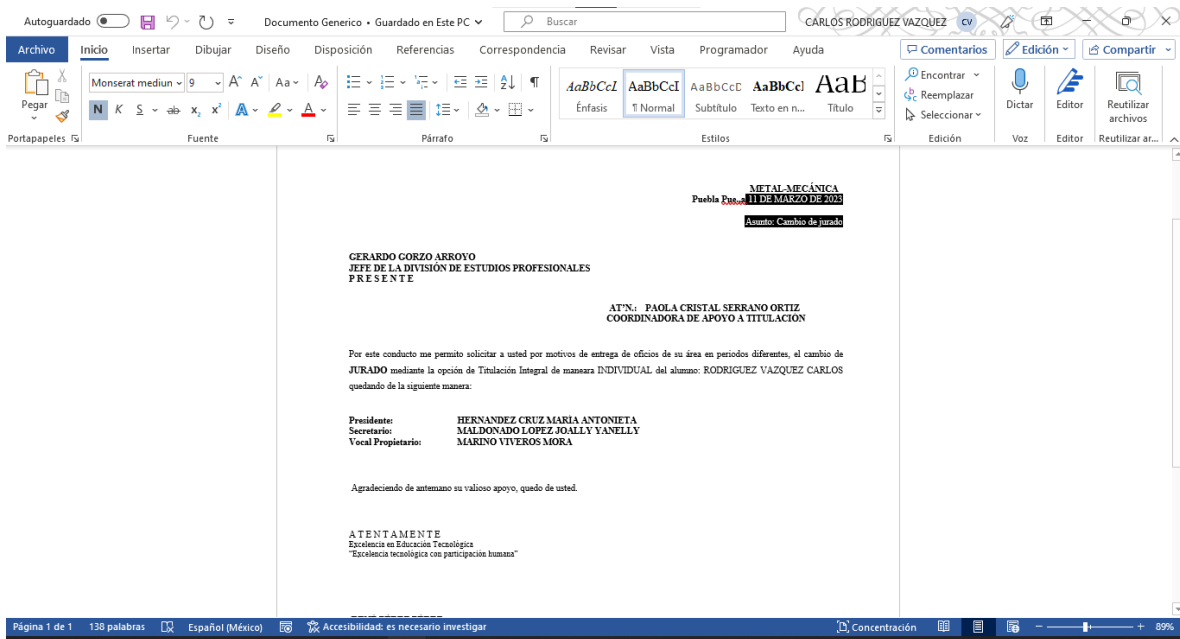 Autoguardado
Documento Generico • Guardado en Este PC
Buscar
CARLOS RODRIGUEZ VAZQUEZ CV
Archivo Inicio Insertar Dibujar Diseño Disposición Referencias Correspondencia Revisar Vista Programador Ayuda Comentarios Edición Compartir
Pegar
Monserat mediun 9
N K S ab x₂ x²
AaBbCcI AaBbCcI AaBbCcD AaBbCcl AaB
Énfasis ¶ Normal Subtítulo Texto en n... Título
Encontrar
Reemplazar
Seleccionar
Dictar Editor Reutilizar archivos
Portapapeles Fuente Párrafo Estilos Edición Voz Editor Reutilizar ar...
METAL-MECÁNICA
Puebla Pue.,a 11 DE MARZO DE 2023
Asunto: Cambio de jurado
GERARDO GORZO ARROYO
JEFE DE LA DIVISIÓN DE ESTUDIOS PROFESIONALES
P R E S E N T E
AT'N.: PAOLA CRISTAL SERRANO ORTIZ
COORDINADORA DE APOYO A TITULACIÓN
Por este conducto me permito solicitar a usted por motivos de entrega de oficios de su área en periodos diferentes, el cambio de
JURADO mediante la opción de Titulación Integral de maneara INDIVIDUAL del alumno: RODRIGUEZ VAZQUEZ CARLOS
quedando de la siguiente manera:
Presidente: HERNANDEZ CRUZ MARÍA ANTONIETA
Secretario: MALDONADO LOPEZ JOALLY YANELLY
Vocal Propietario: MARINO VIVEROS MORA
Agradeciendo de antemano su valioso apoyo, quedo de usted.
A T E N T A M E N T E
Excelencia en Educación Tecnológica
"Excelencia tecnológica con participación humana"
Página 1 de 1 138 palabras Español (México) Accesibilidad: es necesario investigar Concentración 89%